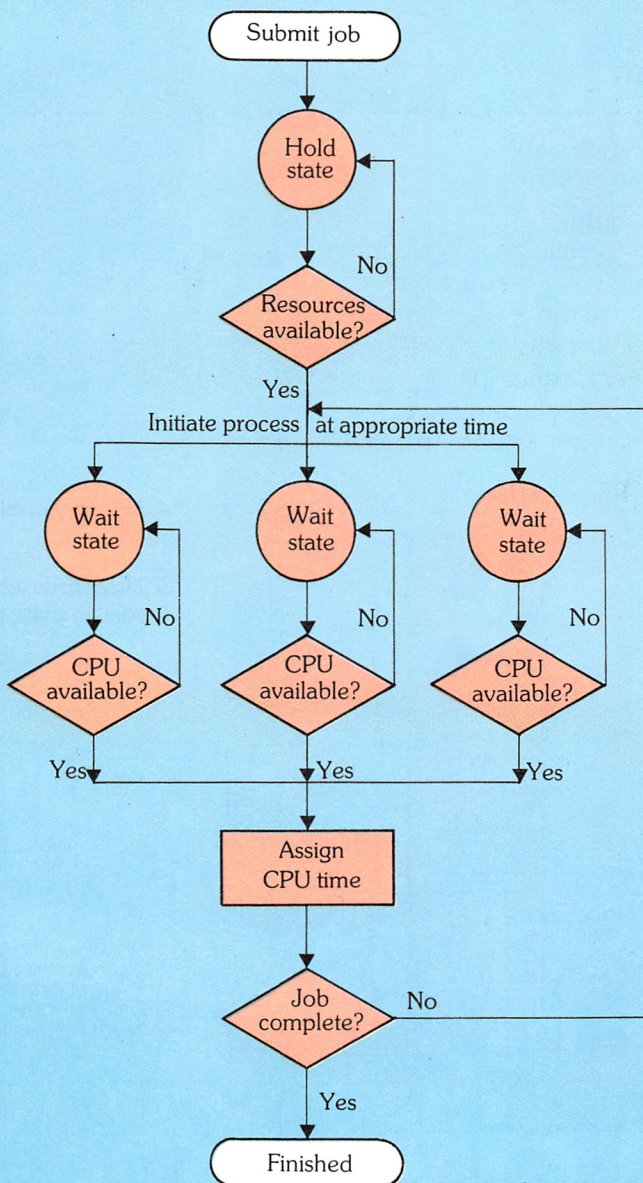 Submit job
Hold
state
No
Resources
available?
Yes
Initiate process at appropriate time
Wait
state
Wait
state
Wait
state
No
No
No
CPU
available?
CPU
available?
CPU
available?
Yes
Yes
Yes
Assign
CPU time
Job
complete?
No
Yes
Finished